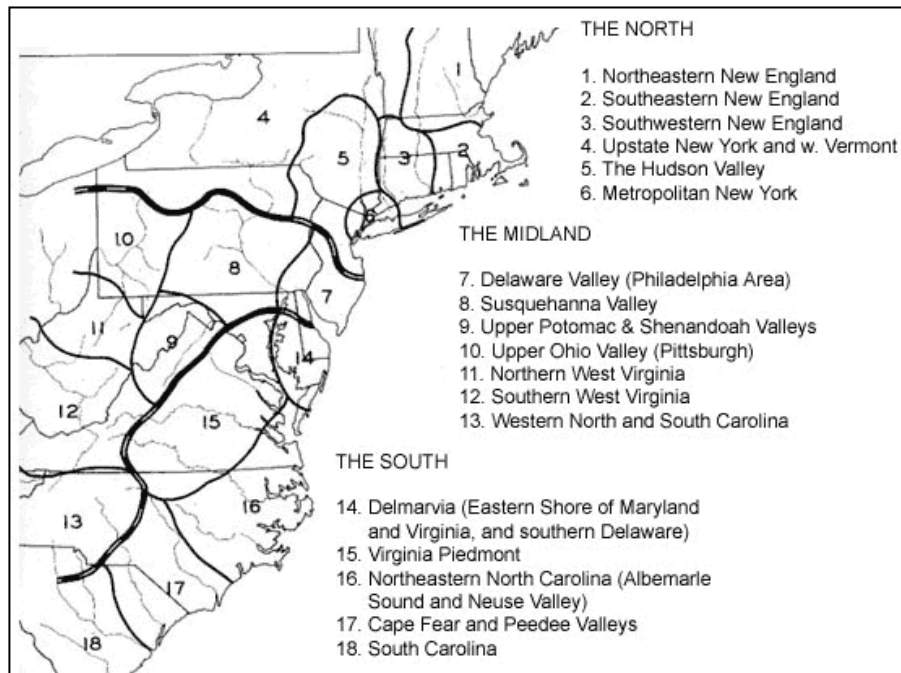 THE NORTH
1. Northeastern New England
2. Southeastern New England
3. Southwestern New England
4. Upstate New York and w. Vermont
5. The Hudson Valley
6. Metropolitan New York
THE MIDLAND
7. Delaware Valley (Philadelphia Area)
8. Susquehanna Valley
9. Upper Potomac & Shenandoah Valleys
10. Upper Ohio Valley (Pittsburgh)
11. Northern West Virginia
12. Southern West Virginia
13. Western North and South Carolina
THE SOUTH
14. Delmarvia (Eastern Shore of Maryland
and Virginia, and southern Delaware)
15. Virginia Piedmont
16. Northeastern North Carolina (Albemarle
Sound and Neuse Valley)
17. Cape Fear and Peedee Valleys
18. South Carolina
1
2
3
4
5
6
7
8
9
10
11
12
13
14
15
16
17
18